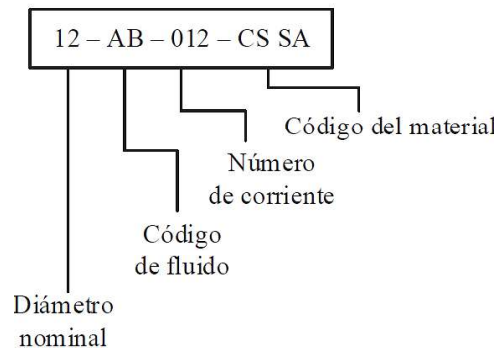 12 – AB – 012 – CS SA
Código del material
Número
de corriente
Código
de fluido
Diámetro
nominal